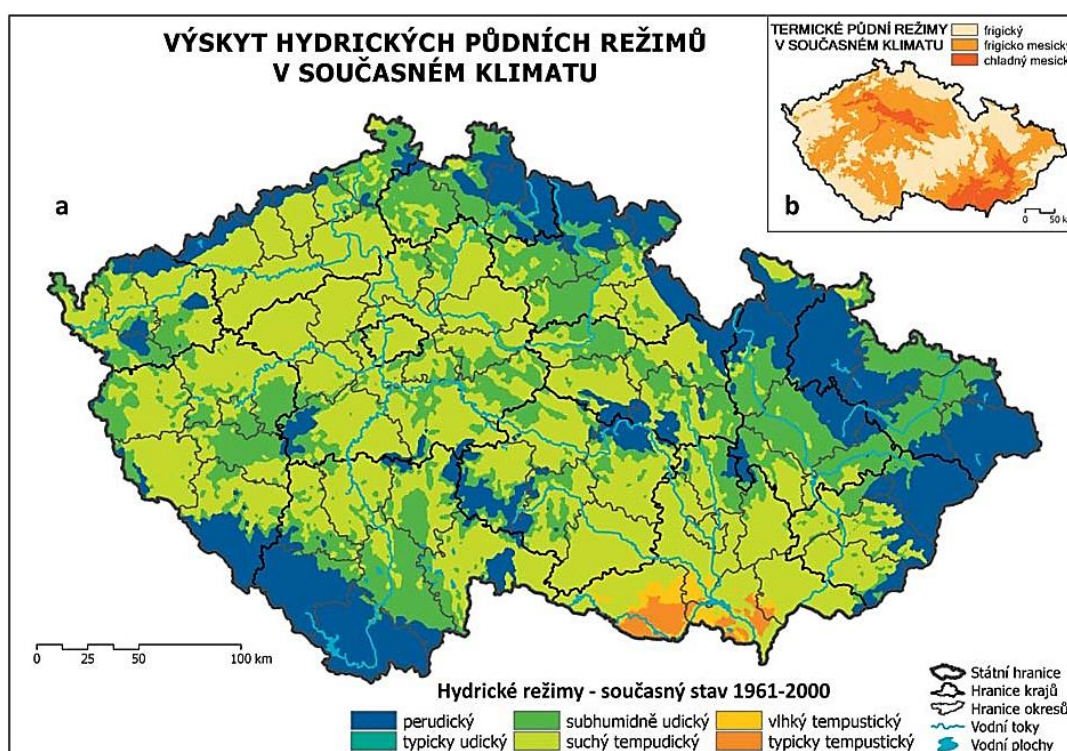 VÝSKYT HYDRICKÝCH PŮDNÍCH REŽIMŮ
V SOUČASNÉM KLIMATU
TERMICKÉ PŮDNÍ REŽIMY
V SOUČASNÉM KLIMATU
frigický
frigicko mesický
chladný mesick
a
b
0 50 k
0 25 50 100 km
Hydrické režimy - současný stav 1961-2000
perudický
subhumidně udický
vlhký tempustický
typicky udický
suchý tempudický
typicky tempustický
Státní hranice
Hranice krajů
Hranice okresů
Vodní toky
Vodní plochy